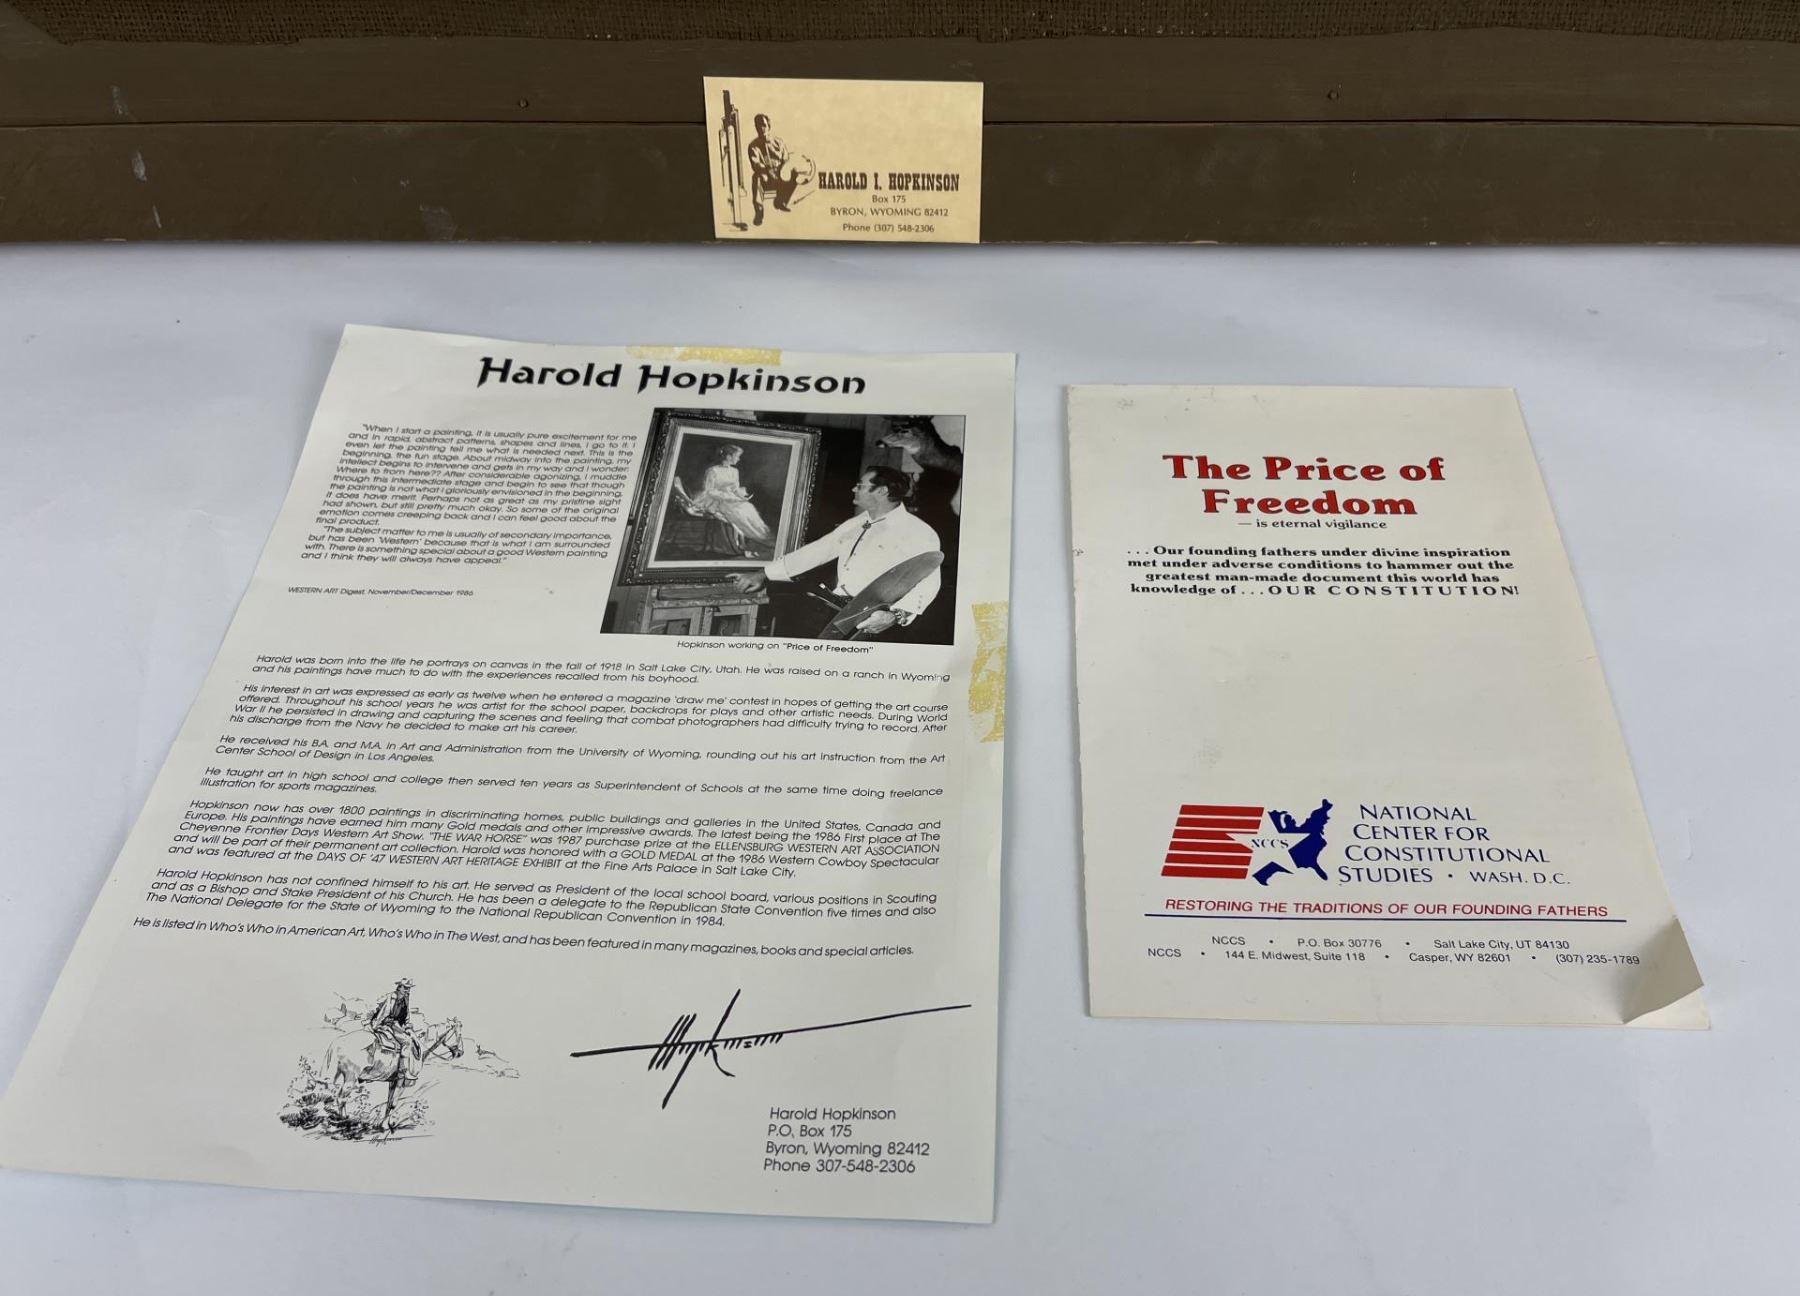 HAROLD I. HOPKINSON
Box 175
BYRON, WYOMING 82412
Phone (307) 548-2306
Harold Hopkinson
"When I start a painting, it is usually pure excitement for me
and in rapid, abstract patterns, shapes and lines, I go to it. I
even let the painting tell me what is needed next. This is the
beginning, the fun stage. About midway into the painting, my
intellect begins to intervene and gets in my way and I wonder:
Where to from here?? After considerable agonizing, I muddle
through this intermediate stage and begin to see that though
the painting is not what I gloriously envisioned in the beginning,
it does have merit. Perhaps not as great as my pristine sight
had shown, but still pretty much okay. So some of the original
emotion comes creeping back and I can feel good about the
final product.
"The subject matter to me is usually of secondary importance,
but has been 'Western' because that is what I am surrounded
with. There is something special about a good Western painting
and I think they will always have appeal."
WESTERN ART Digest, November/December 1986
Hopkinson working on "Price of Freedom"
Harold was born into the life he portrays on canvas in the fall of 1918 in Salt Lake City, Utah. He was raised on a ranch in Wyoming
and his paintings have much to do with the experiences recalled from his boyhood.
His interest in art was expressed as early as twelve when he entered a magazine 'draw me' contest in hopes of getting the art course
offered. Throughout his school years he was artist for the school paper, backdrops for plays and other artistic needs. During World
War II he persisted in drawing and capturing the scenes and feeling that combat photographers had difficulty trying to record. After
his discharge from the Navy he decided to make art his career.
He received his B.A. and M.A. in Art and Administration from the University of Wyoming, rounding out his art instruction from the Art
Center School of Design in Los Angeles.
He taught art in high school and college then served ten years as Superintendent of Schools at the same time doing freelance
illustration for sports magazines.
Hopkinson now has over 1800 paintings in discriminating homes, public buildings and galleries in the United States, Canada and
Europe. His paintings have earned him many Gold medals and other impressive awards. The latest being the 1986 First place at The
Cheyenne Frontier Days Western Art Show. "THE WAR HORSE" was 1987 purchase prize at the ELLENSBURG WESTERN ART ASSOCIATION
and will be part of their permanent art collection. Harold was honored with a GOLD MEDAL at the 1986 Western Cowboy Spectacular
and was featured at the DAYS OF '47 WESTERN ART HERITAGE EXHIBIT at the Fine Arts Palace in Salt Lake City.
Harold Hopkinson has not confined himself to his art. He served as President of the local school board, various positions in Scouting
and as a Bishop and Stake President of his Church. He has been a delegate to the Republican State Convention five times and also
The National Delegate for the State of Wyoming to the National Republican Convention in 1984.
He is listed in Who's Who in American Art, Who's Who in The West, and has been featured in many magazines, books and special articles.
Hopkinson
Harold Hopkinson
P.O, Box 175
Byron, Wyoming 82412
Phone 307-548-2306
The Price of
Freedom
— is eternal vigilance
. . . Our founding fathers under divine inspiration
met under adverse conditions to hammer out the
greatest man-made document this world has
knowledge of . . . OUR CONSTITUTION!
NCCS
NATIONAL
CENTER FOR
CONSTITUTIONAL
STUDIES • WASH. D.C.
RESTORING THE TRADITIONS OF OUR FOUNDING FATHERS
NCCS • P.O. Box 30776 • Salt Lake City, UT 84130
NCCS • 144 E. Midwest, Suite 118 • Casper, WY 82601 • (307) 235-1789